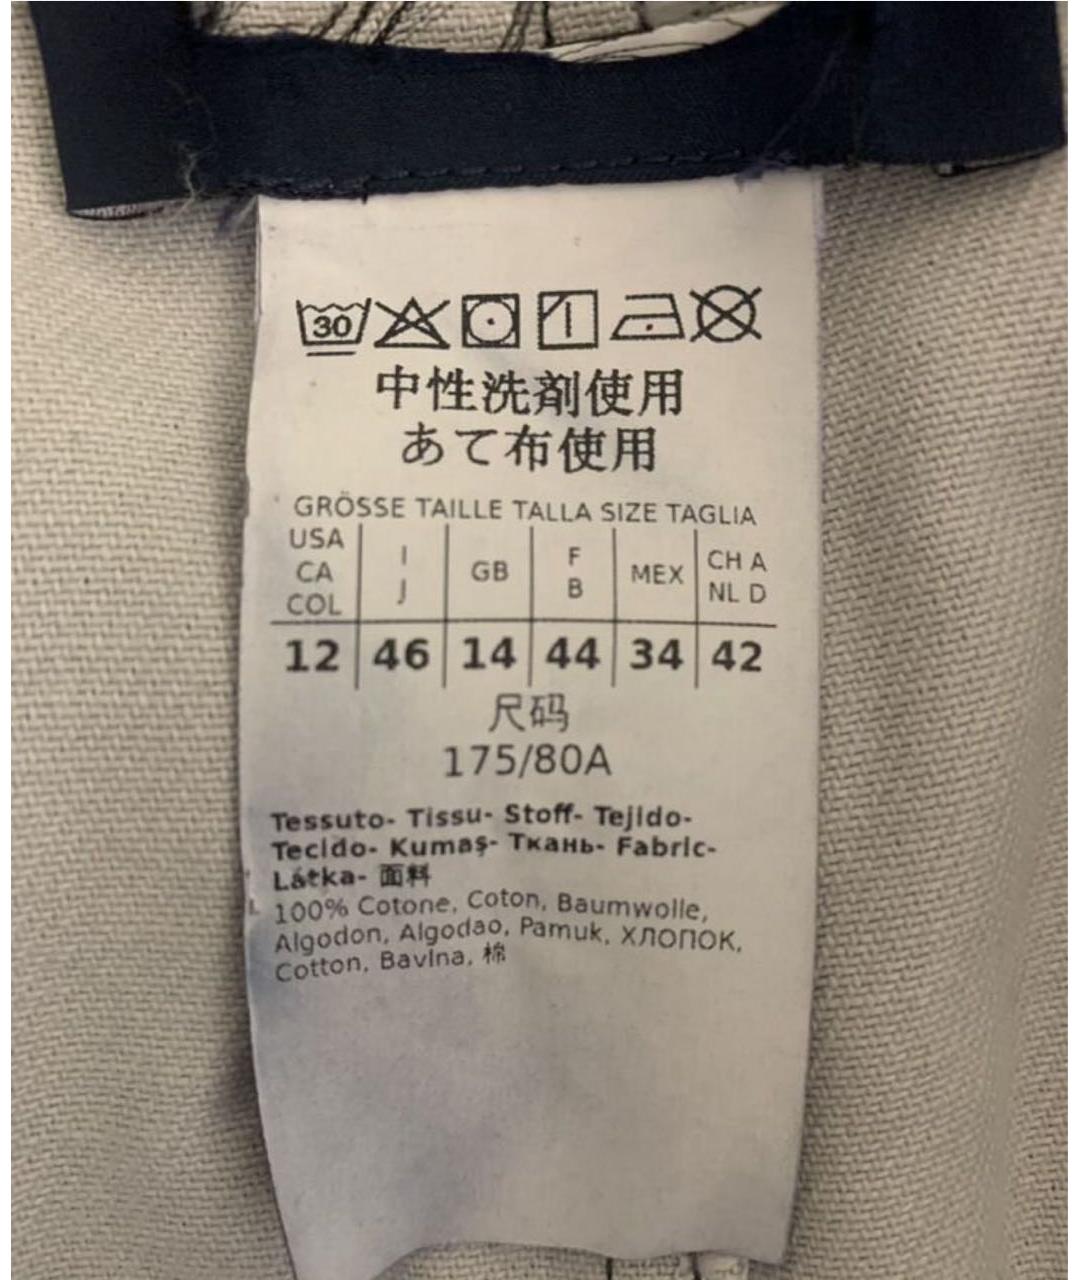 30
中性洗剤使用
あて布使用
GRÖSSE TAILLE TALLA SIZE TAGLIA
USA CA COL | I J | GB | F B | MEX | CH A NL D
12 | 46 | 14 | 44 | 34 | 42
尺码
175/80A
Tessuto- Tissu- Stoff- Tejido-
Tecido- Kumaş- Ткань- Fabric-
Látka- 面料
100% Cotone, Coton, Baumwolle,
Algodon, Algodao, Pamuk, ХЛОПОК,
Cotton, Bavlna, 棉